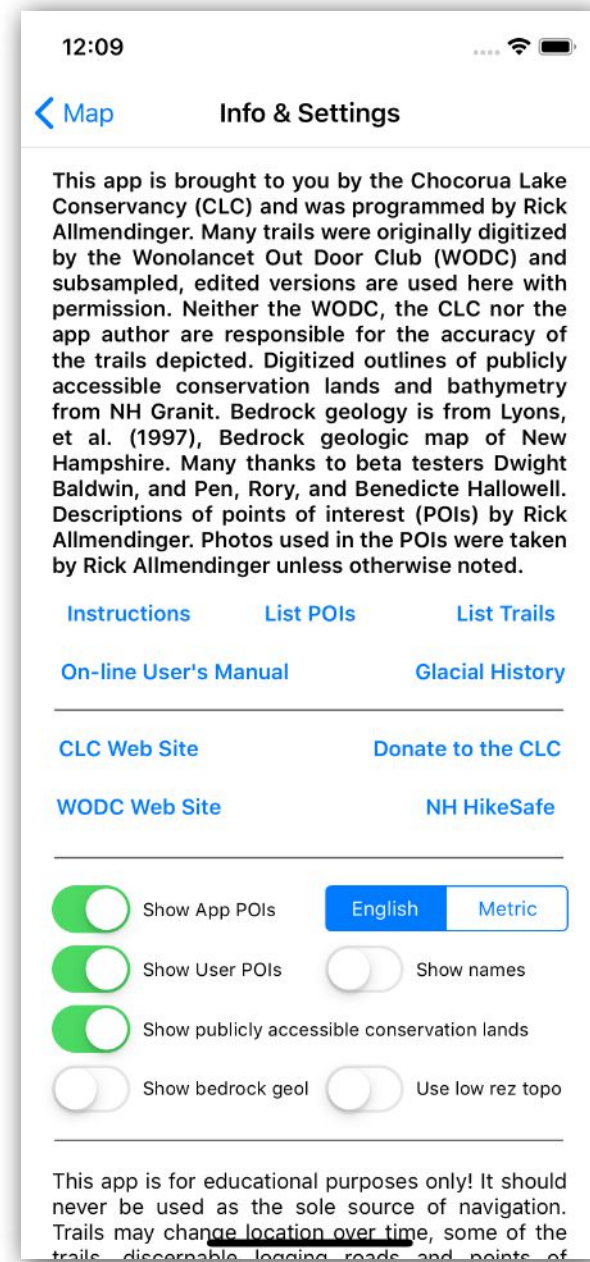 12:09
Map
Info & Settings
This app is brought to you by the Chocorua Lake
Conservancy (CLC) and was programmed by Rick
Allmendinger. Many trails were originally digitized
by the Wonolancet Out Door Club (WODC) and
subsampled, edited versions are used here with
permission. Neither the WODC, the CLC nor the
app author are responsible for the accuracy of
the trails depicted. Digitized outlines of publicly
accessible conservation lands and bathymetry
from NH Granit. Bedrock geology is from Lyons,
et al. (1997), Bedrock geologic map of New
Hampshire. Many thanks to beta testers Dwight
Baldwin, and Pen, Rory, and Benedicte Hallowell.
Descriptions of points of interest (POIs) by Rick
Allmendinger. Photos used in the POIs were taken
by Rick Allmendinger unless otherwise noted.
Instructions List POIs List Trails
On-line User's Manual Glacial History
CLC Web Site Donate to the CLC
WODC Web Site NH HikeSafe
Show App POIs English Metric
Show User POIs Show names
Show publicly accessible conservation lands
Show bedrock geol Use low rez topo
This app is for educational purposes only! It should
never be used as the sole source of navigation.
Trails may change location over time, some of the
trails, discernable logging roads and points of